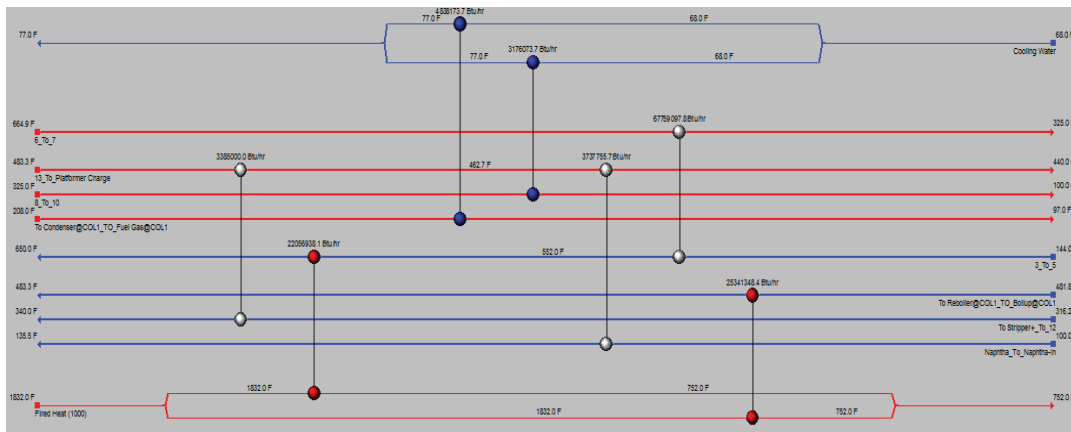 4838173.7 Btu/hr
77.0 F 68.0 F
77.0 F 68.0 F
3176073.7 Btu/hr
Cooling Water
77.0 F 68.0 F
67759097.8Btu/hr
664.9 F 325.0
6_To_7
3385000.0 Btu/hr 3737755.7Btu/hr
483.3 F 462.7 F 440.0
13_To_Platformer Charge
325.0 F 100.0
8_To_10
208.0 F 97.0 F
To Condenser@COL1_TO_Fuel Gas@COL1
22086938.1 Btu/hr
650.0 F 552.0 F 144.0
3_To_5
25341348.4 Btu/hr
483.3 F 481.8
To Reboiler@COL1_TO_Boilup@COL1
340.0 F 316.2
To Stripper+_To_12
135.5 F 100.0
Naphtha_To_Naphtha-In
1832.0 F 752.0 F
1832.0 F 752.0
Fired Heat (1000)
1832.0 F 752.0 F